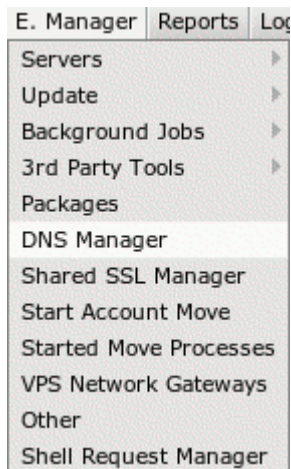 E. Manager Reports Log
Servers
Update
Background Jobs
3rd Party Tools
Packages
DNS Manager
Shared SSL Manager
Start Account Move
Started Move Processes
VPS Network Gateways
Other
Shell Request Manager